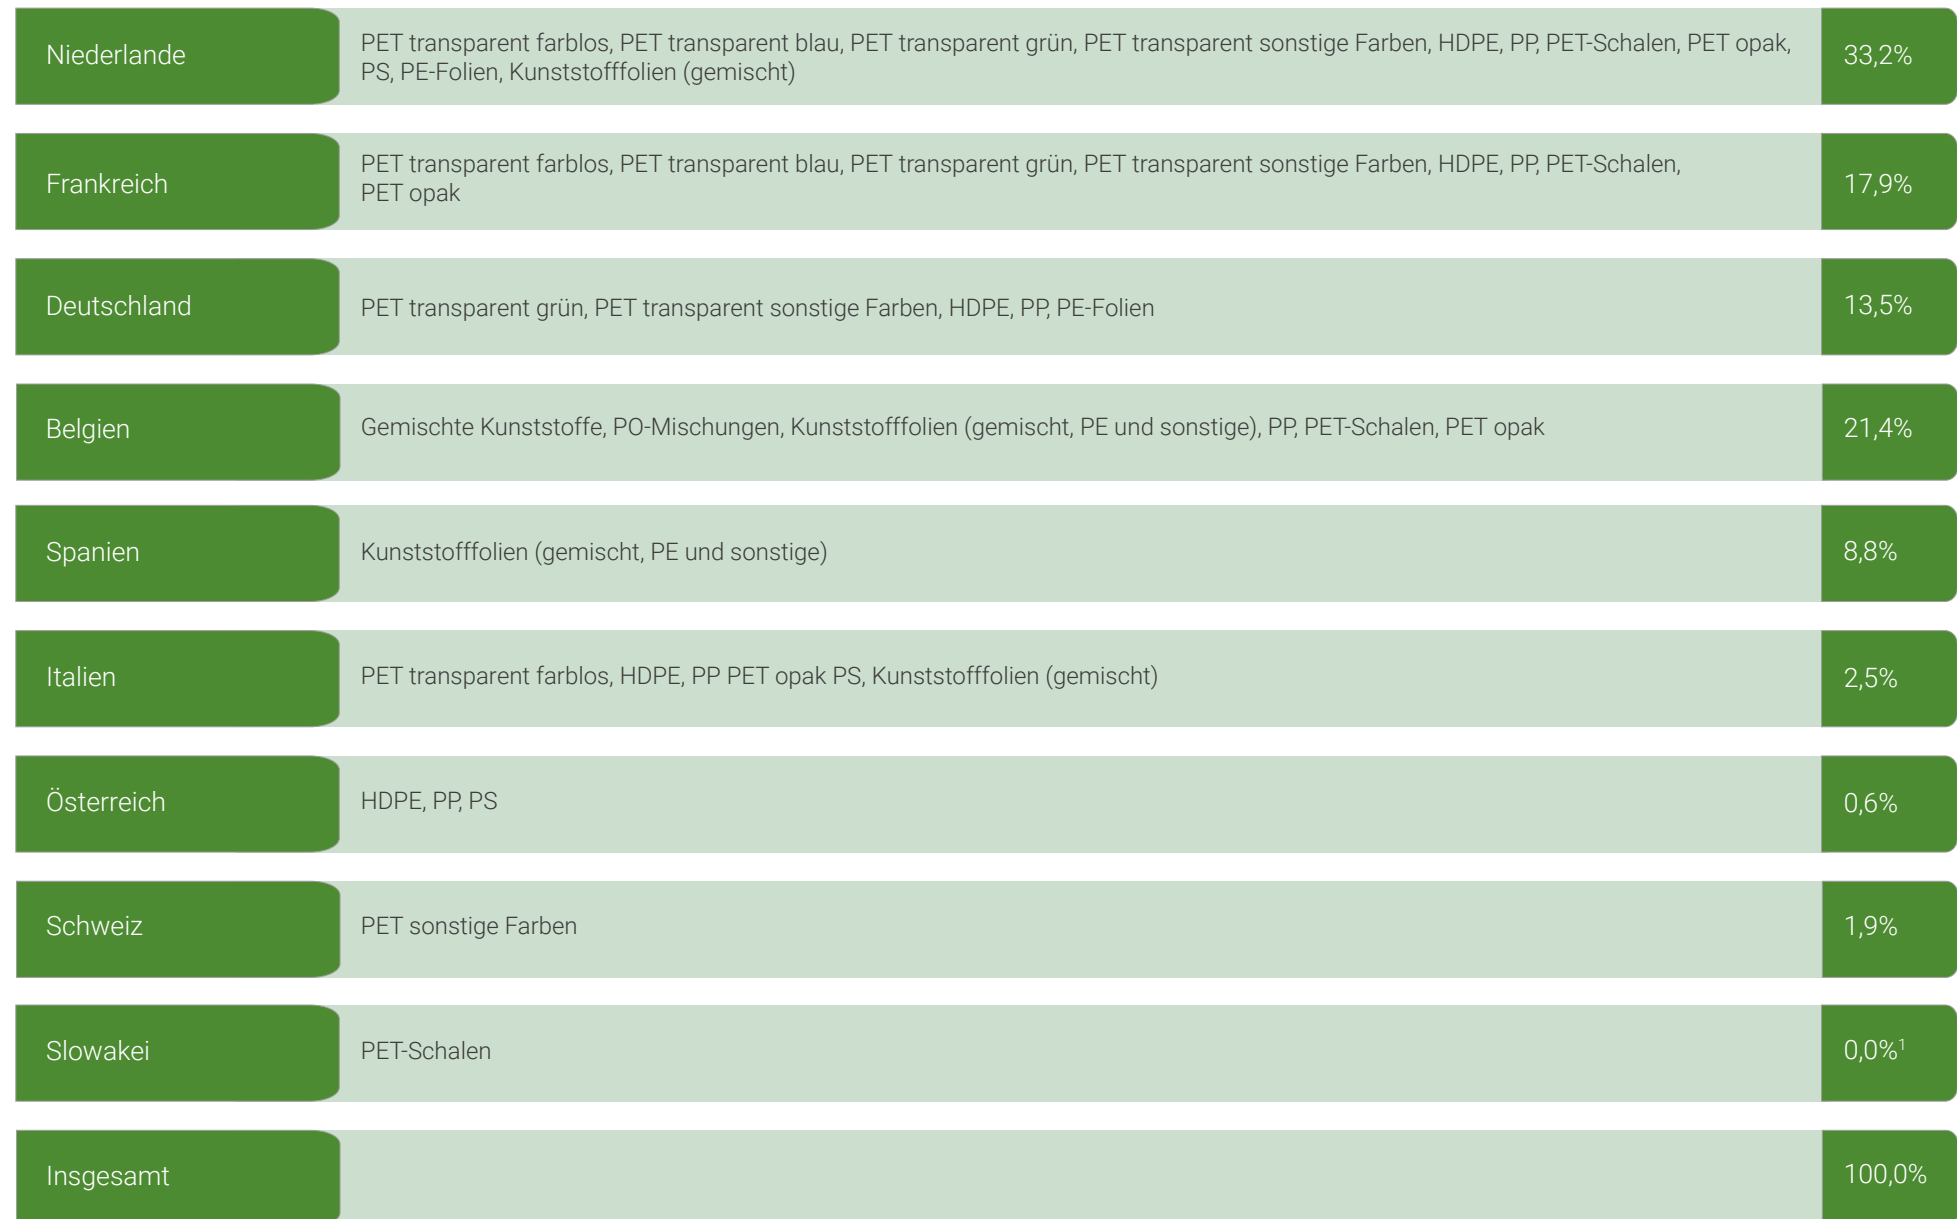 Niederlande
PET transparent farblos, PET transparent blau, PET transparent grün, PET transparent sonstige Farben, HDPE, PP, PET-Schalen, PET opak,
PS, PE-Folien, Kunststofffolien (gemischt)
33,2%
Frankreich
PET transparent farblos, PET transparent blau, PET transparent grün, PET transparent sonstige Farben, HDPE, PP, PET-Schalen,
PET opak
17,9%
Deutschland
PET transparent grün, PET transparent sonstige Farben, HDPE, PP, PE-Folien
13,5%
Belgien
Gemischte Kunststoffe, PO-Mischungen, Kunststofffolien (gemischt, PE und sonstige), PP, PET-Schalen, PET opak
21,4%
Spanien
Kunststofffolien (gemischt, PE und sonstige)
8,8%
Italien
PET transparent farblos, HDPE, PP PET opak PS, Kunststofffolien (gemischt)
2,5%
Österreich
HDPE, PP, PS
0,6%
Schweiz
PET sonstige Farben
1,9%
Slowakei
PET-Schalen
0,0%¹
Insgesamt
100,0%